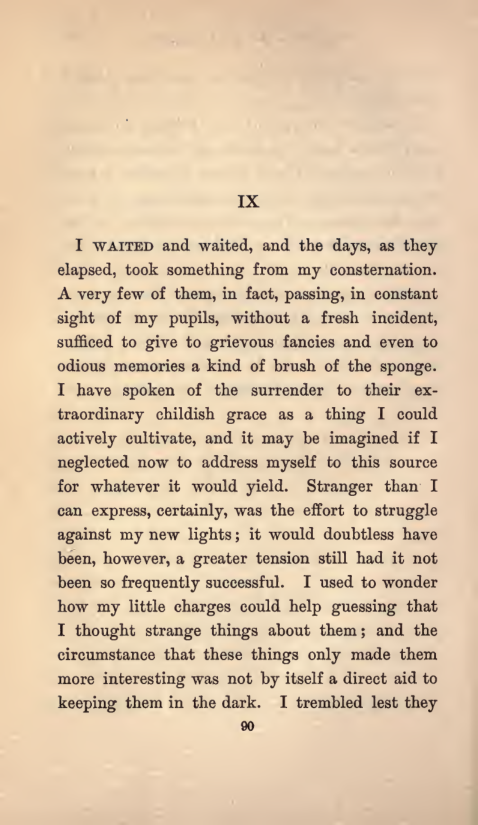 IX
I WAITED and waited, and the days, as they
elapsed, took something from my consternation.
A very few of them, in fact, passing, in constant
sight of my pupils, without a fresh incident,
sufficed to give to grievous fancies and even to
odious memories a kind of brush of the sponge.
I have spoken of the surrender to their ex-
traordinary childish grace as a thing I could
actively cultivate, and it may be imagined if I
neglected now to address myself to this source
for whatever it would yield. Stranger than I
can express, certainly, was the effort to struggle
against my new lights; it would doubtless have
been, however, a greater tension still had it not
been so frequently successful. I used to wonder
how my little charges could help guessing that
I thought strange things about them; and the
circumstance that these things only made them
more interesting was not by itself a direct aid to
keeping them in the dark. I trembled lest they
90